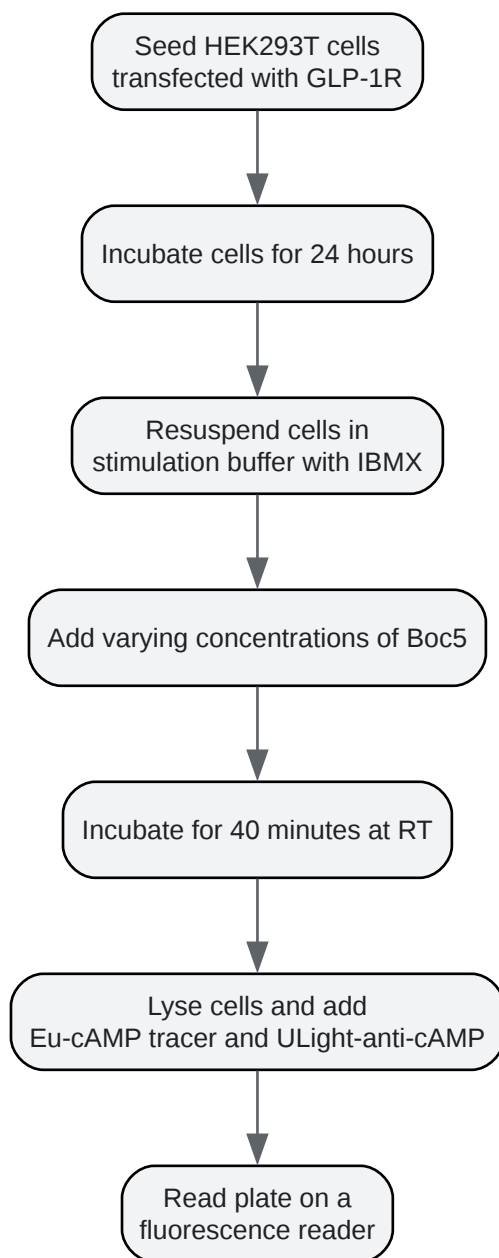 Seed HEK293T cells
transfected with GLP-1R
Incubate cells for 24 hours
Resuspend cells in
stimulation buffer with IBMX
Add varying concentrations of Boc5
Incubate for 40 minutes at RT
Lyse cells and add
Eu-cAMP tracer and ULight-anti-cAMP
Read plate on a
fluorescence reader